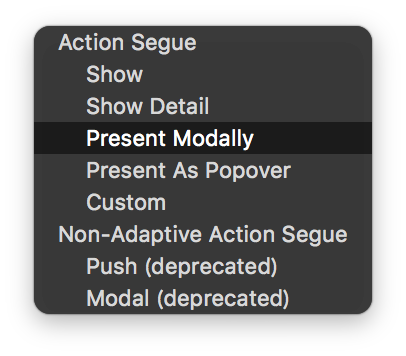 Action Segue
Show
Show Detail
Present Modally
Present As Popover
Custom
Non-Adaptive Action Segue
Push (deprecated)
Modal (deprecated)